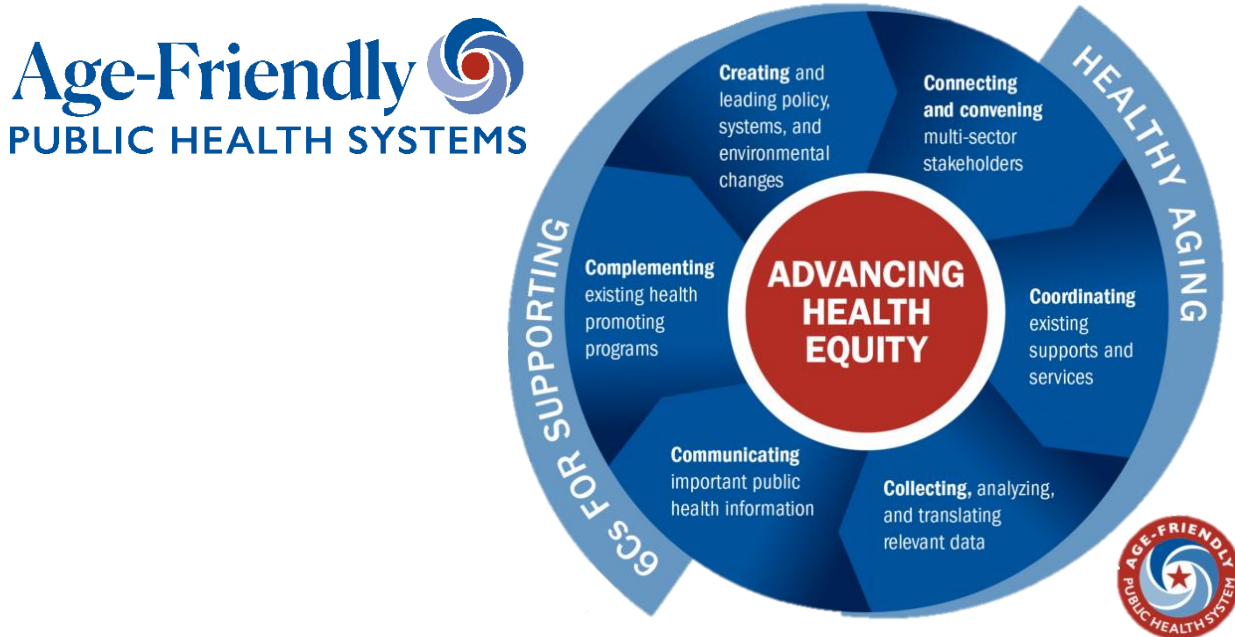 Age-Friendly
PUBLIC HEALTH SYSTEMS
6Cs FOR SUPPORTING
HEALTHY AGING
Creating and
leading policy,
systems, and
environmental
changes
Connecting
and convening
multi-sector
stakeholders
Complementing
existing health
promoting
programs
ADVANCING
HEALTH
EQUITY
Coordinating
existing
supports and
services
Communicating
important public
health information
Collecting, analyzing,
and translating
relevant data
AGE-FRIENDLY
PUBLIC HEALTH SYSTEM